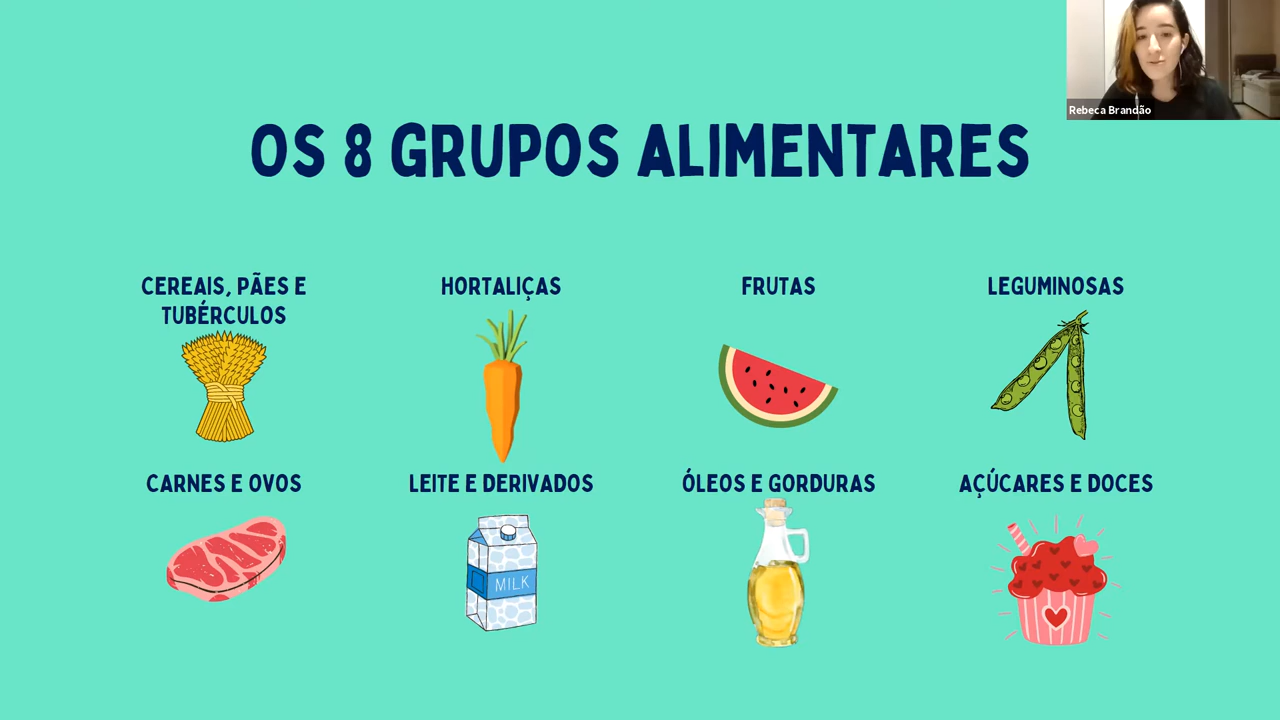 Rebeca Brandão
OS 8 GRUPOS ALIMENTARES
CEREAIS, PÃES E
TUBÉRCULOS
HORTALIÇAS
FRUTAS
LEGUMINOSAS
CARNES E OVOS
LEITE E DERIVADOS
ÓLEOS E GORDURAS
AÇÚCARES E DOCES
MILK